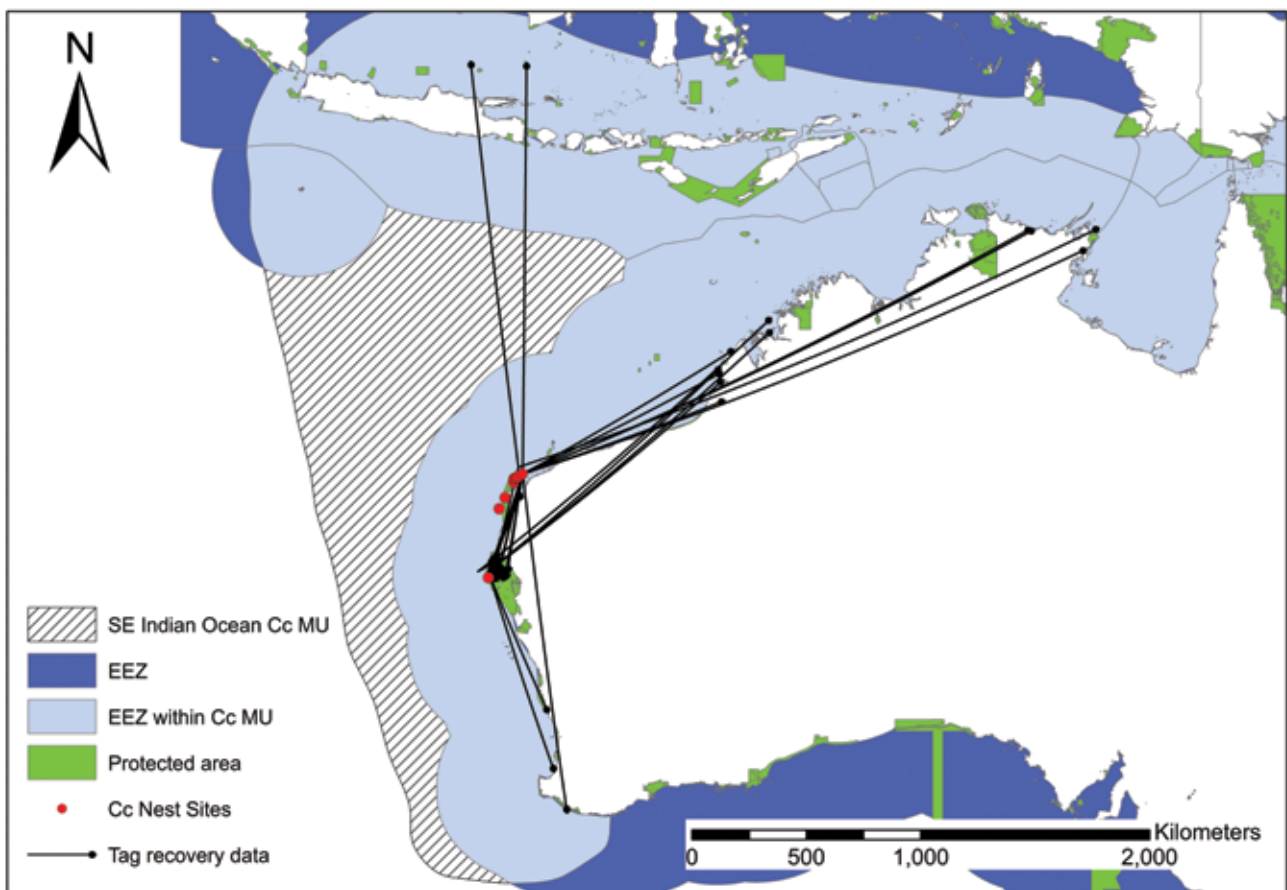 N
SE Indian Ocean Cc MU
EEZ
EEZ within Cc MU
Protected area
Cc Nest Sites
Tag recovery data
Kilometers
0 500 1,000 2,000